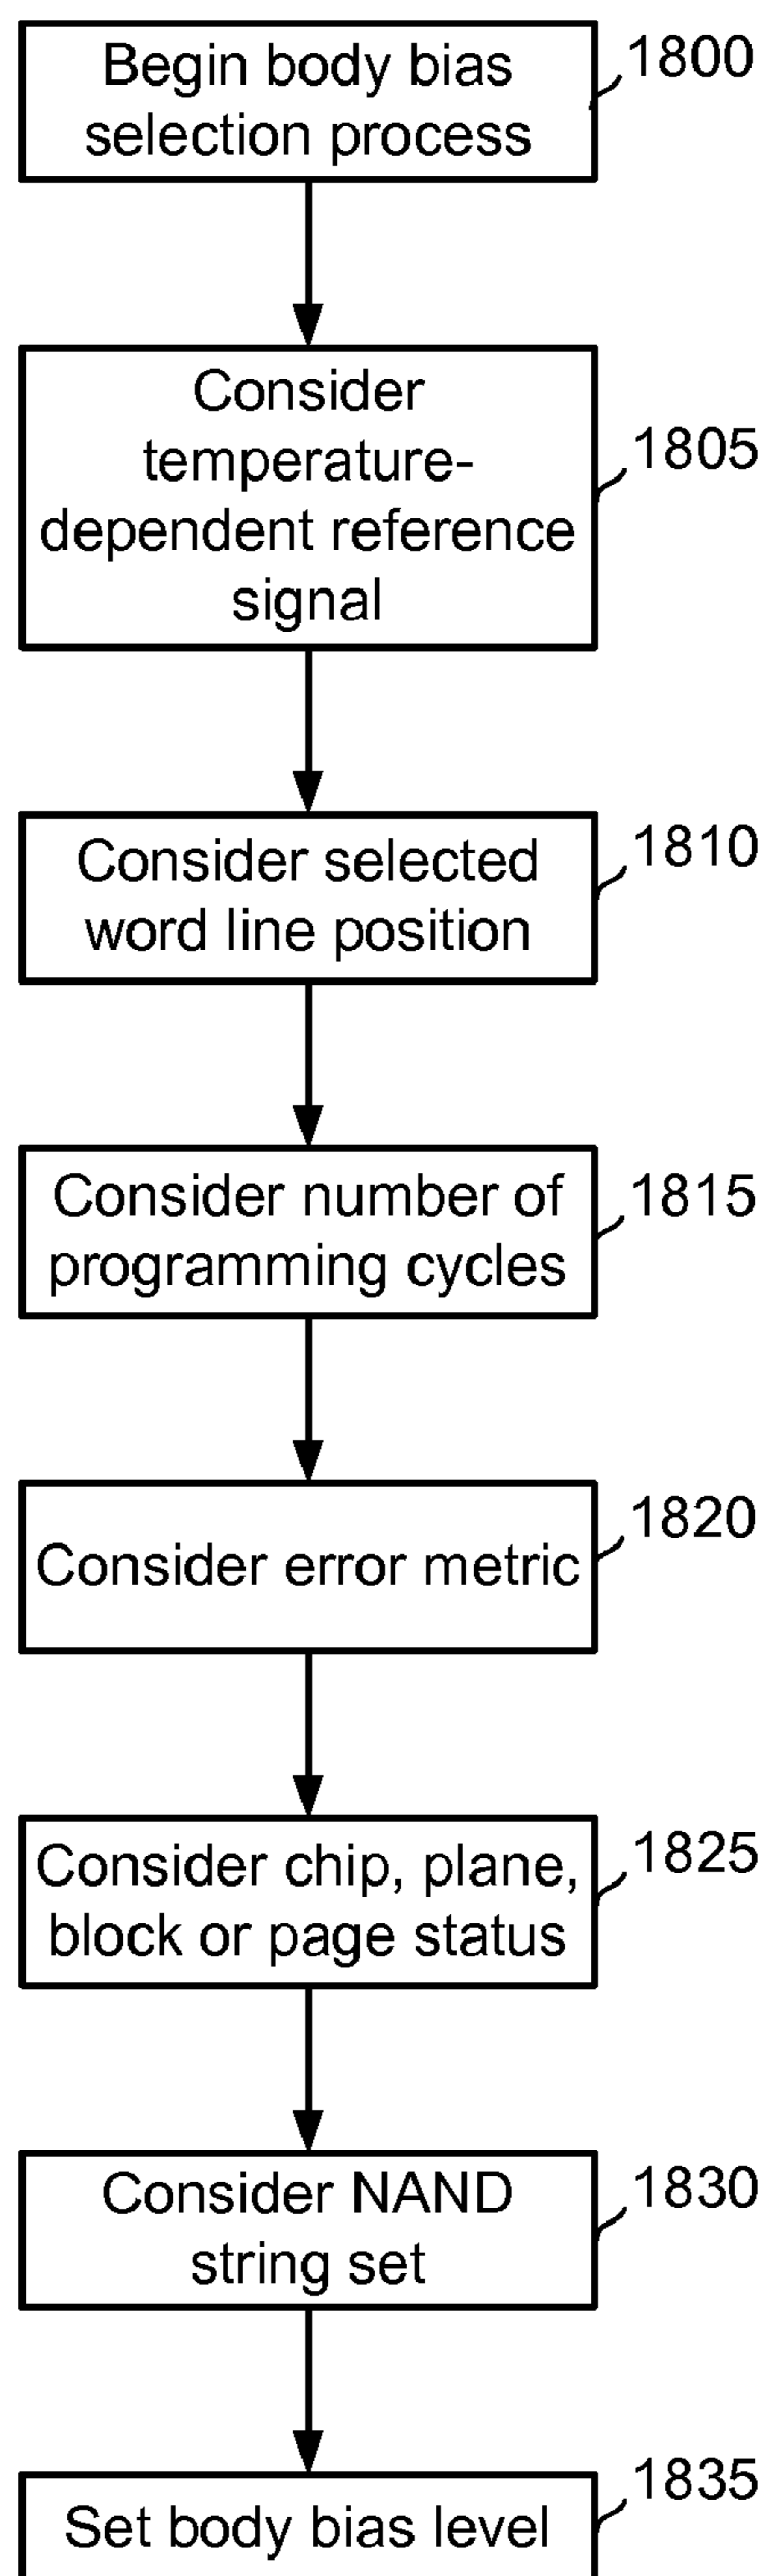 Begin body bias
selection process
1800
Consider
temperature-
dependent reference
signal
1805
Consider selected
word line position
1810
Consider number of
programming cycles
1815
Consider error metric
1820
Consider chip, plane,
block or page status
1825
Consider NAND
string set
1830
Set body bias level
1835